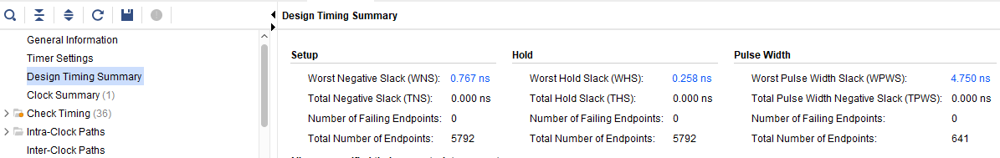 Design Timing Summary
General Information
Timer Settings
Design Timing Summary
Clock Summary (1)
Check Timing (36)
Intra-Clock Paths
Inter-Clock Paths
Setup
Worst Negative Slack (WNS): 0.767 ns
Total Negative Slack (TNS): 0.000 ns
Number of Failing Endpoints: 0
Total Number of Endpoints: 5792
Hold
Worst Hold Slack (WHS): 0.258 ns
Total Hold Slack (THS): 0.000 ns
Number of Failing Endpoints: 0
Total Number of Endpoints: 5792
Pulse Width
Worst Pulse Width Slack (WPWS): 4.750 ns
Total Pulse Width Negative Slack (TPWS): 0.000 ns
Number of Failing Endpoints: 0
Total Number of Endpoints: 641